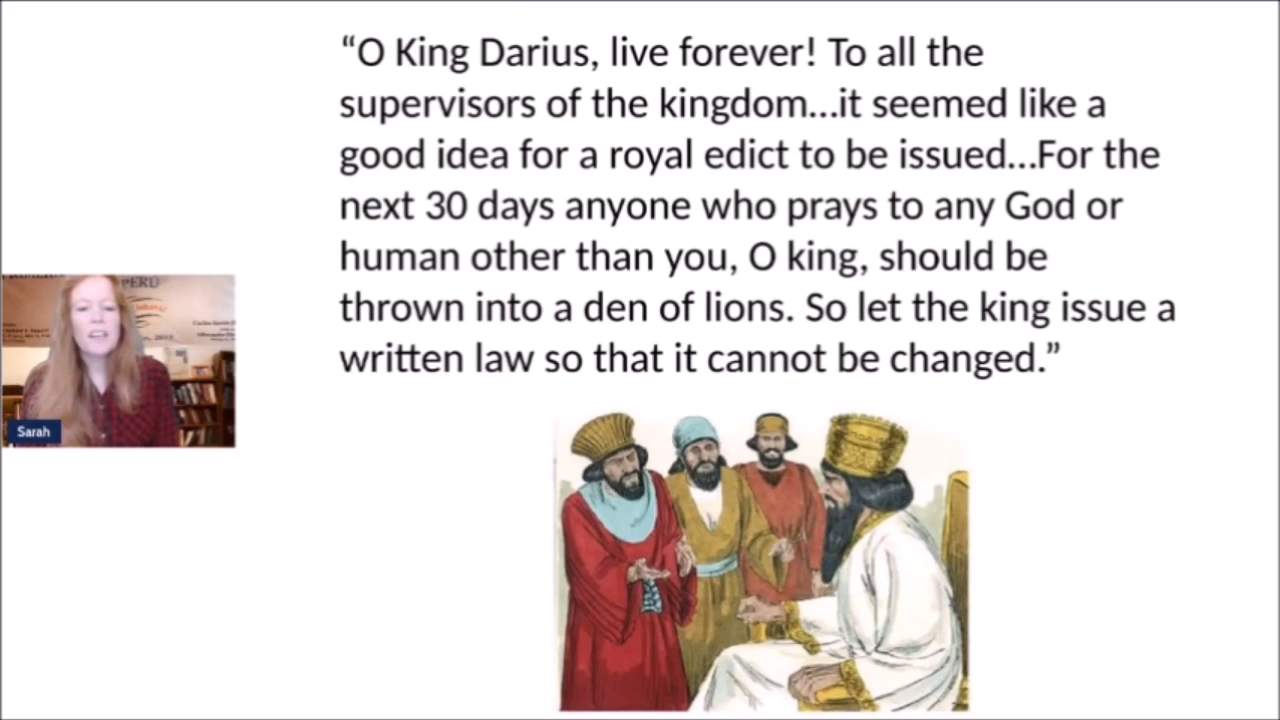 “O King Darius, live forever! To all the
supervisors of the kingdom…it seemed like a
good idea for a royal edict to be issued…For the
next 30 days anyone who prays to any God or
human other than you, O king, should be
thrown into a den of lions. So let the king issue a
written law so that it cannot be changed.”
PERÚ
Sarah